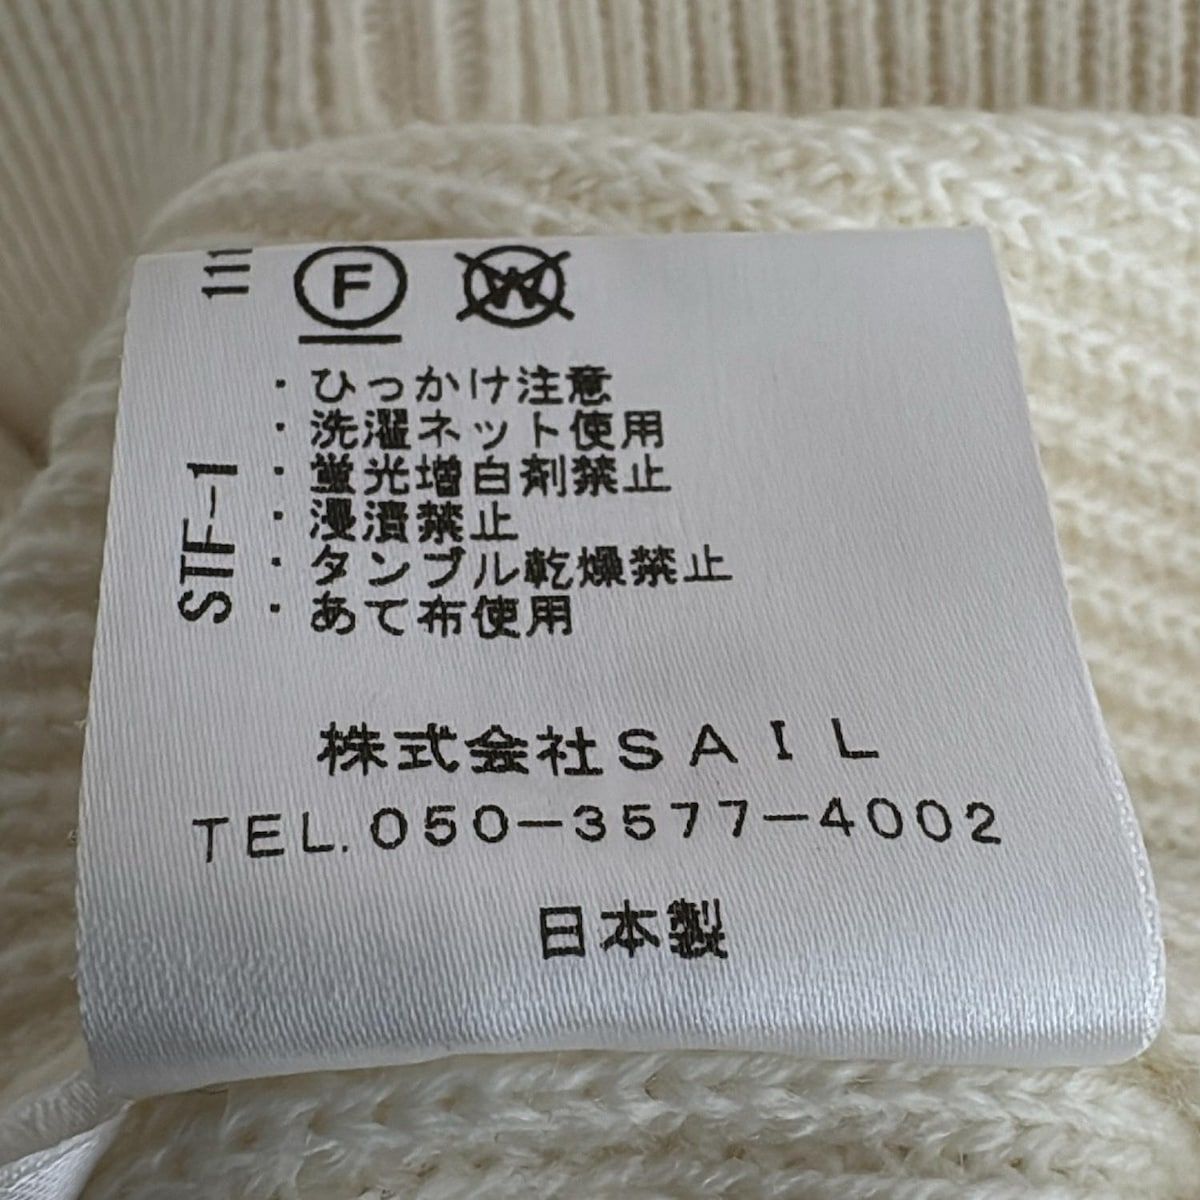 F W
・ひっかけ注意
・洗濯ネット使用
・蛍光増白剤禁止
・浸漬禁止
・タンブル乾燥禁止
・あて布使用
STF-1
株式会社SAIL
TEL.050-3577-4002
日本製